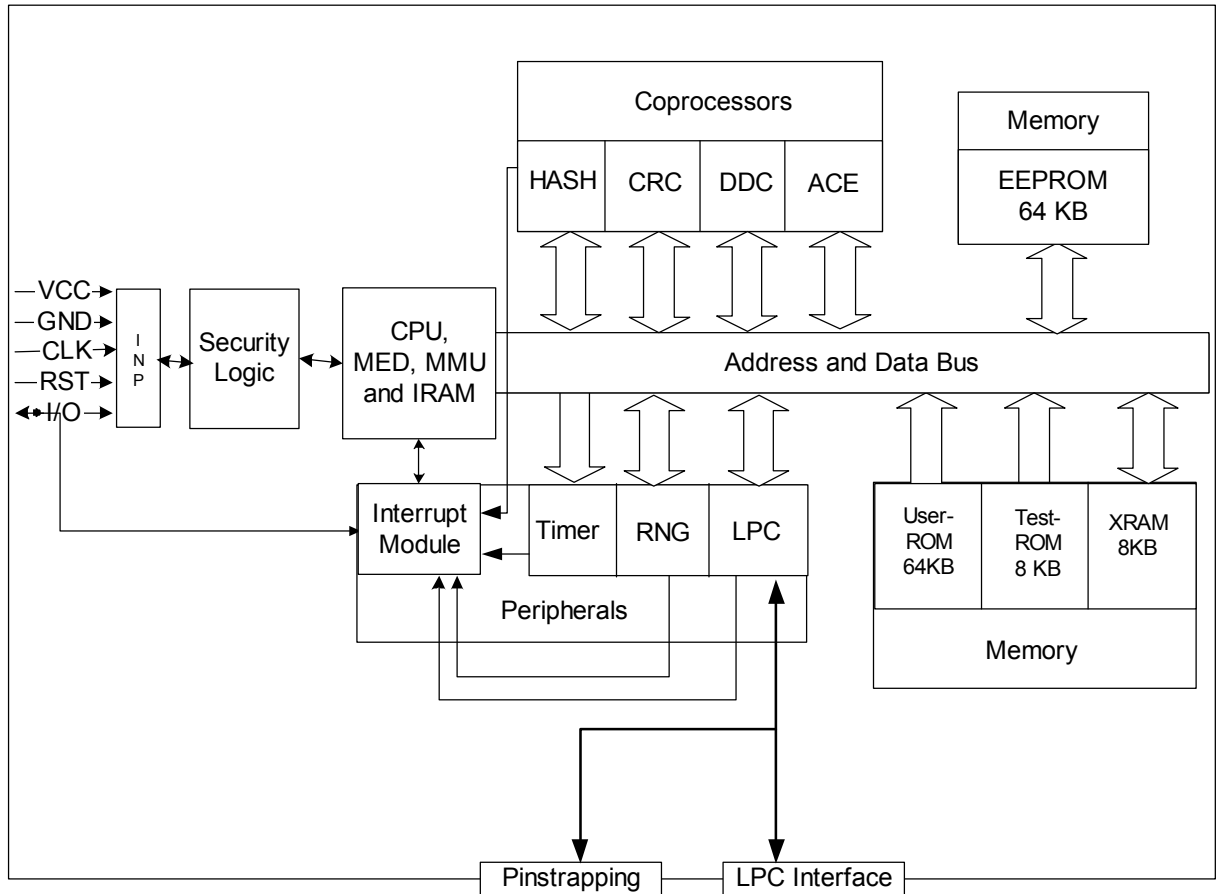 Coprocessors
HASH
CRC
DDC
ACE
Memory
EEPROM
64 KB
VCC
GND
CLK
RST
I/O
I
N
P
Security
Logic
CPU,
MED, MMU
and IRAM
Address and Data Bus
Interrupt
Module
Timer
RNG
LPC
Peripherals
User-
ROM
64KB
Test-
ROM
8 KB
XRAM
8KB
Memory
Pinstrapping
LPC Interface